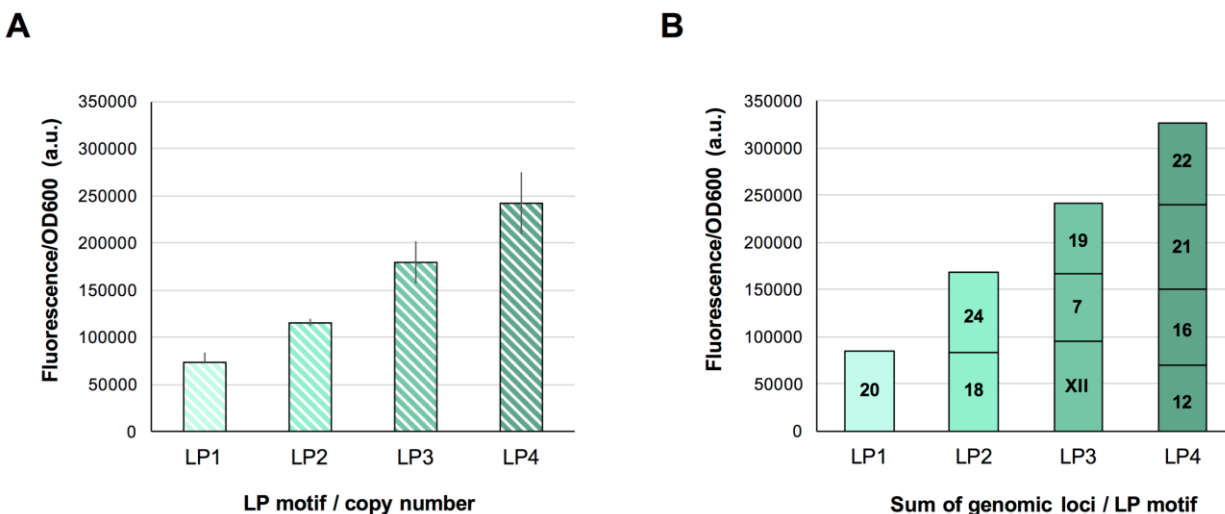 A
Fluorescence/OD600 (a.u.)
350000
300000
250000
200000
150000
100000
50000
0
LP1 LP2 LP3 LP4
LP motif / copy number
B
Fluorescence/OD600 (a.u.)
350000
300000
250000
200000
150000
100000
50000
0
20
24
18
19
7
XII
22
21
16
12
LP1 LP2 LP3 LP4
Sum of genomic loci / LP motif